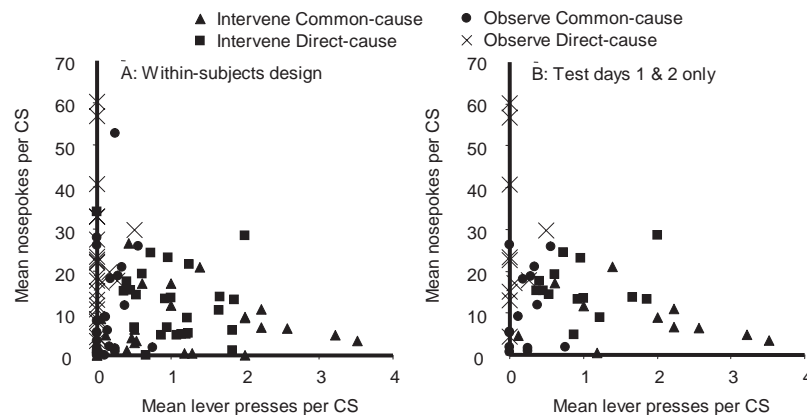 Intervene Common-cause
Observe Common-cause
Intervene Direct-cause
Observe Direct-cause
A: Within-subjects design
B: Test days 1 & 2 only
Mean nosepokes per CS
70
60
50
40
30
20
10
0
0 1 2 3 4
Mean lever presses per CS
Mean nosepokes per CS
70
60
50
40
30
20
10
0
0 1 2 3 4
Mean lever presses per CS